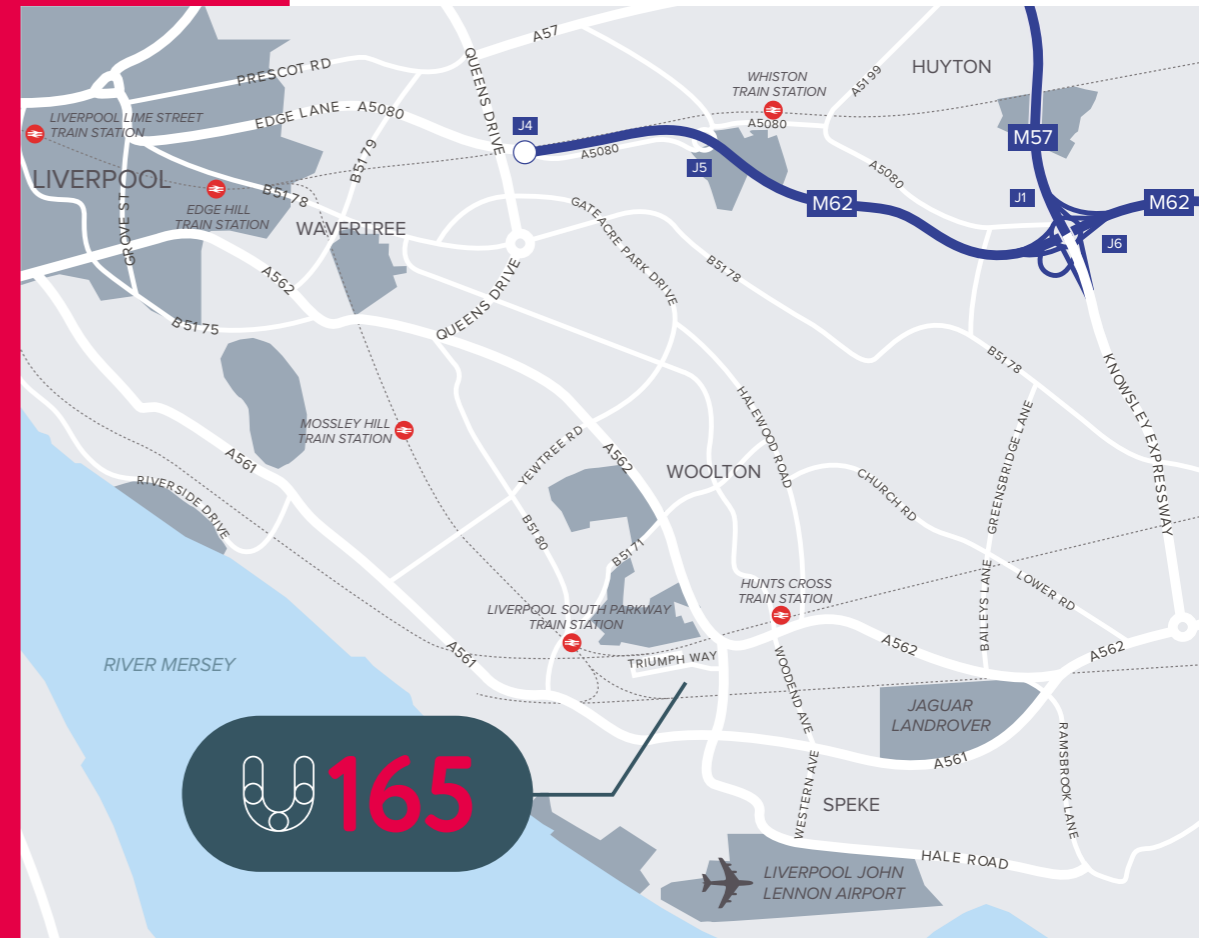 A57
QUEENS DRIVE
PRESCOT RD
WHISTON
TRAIN STATION
A5199
HUYTON
LIVERPOOL LIME STREET
TRAIN STATION
EDGE LANE - A5080
J4
A5080
M57
A5080
B5179
J5
A5080
LIVERPOOL
B5178
J1
M62
M62
EDGE HILL
TRAIN STATION
GROVE ST
WAVERTREE
GATEACRE PARK DRIVE
J6
A562
B5178
QUEENS DRIVE
B5175
B5178
KNOWSLEY EXPRESSWAY
MOSSLEY HILL
TRAIN STATION
HALEWOOD ROAD
GREENSBRIDGE LANE
A561
YEWTREE RD
A562
WOOLTON
CHURCH RD
RIVERSIDE DRIVE
B5180
B5171
HUNTS CROSS
TRAIN STATION
BAILEYS LANE
LOWER RD
LIVERPOOL SOUTH PARKWAY
TRAIN STATION
RIVER MERSEY
A561
TRIUMPH WAY
A562
A562
WOODEND AVE
JAGUAR
LANDROVER
RAMSBROOK LANE
A561
U165
WESTERN AVE
SPEKE
HALE ROAD
LIVERPOOL JOHN
LENNON AIRPORT